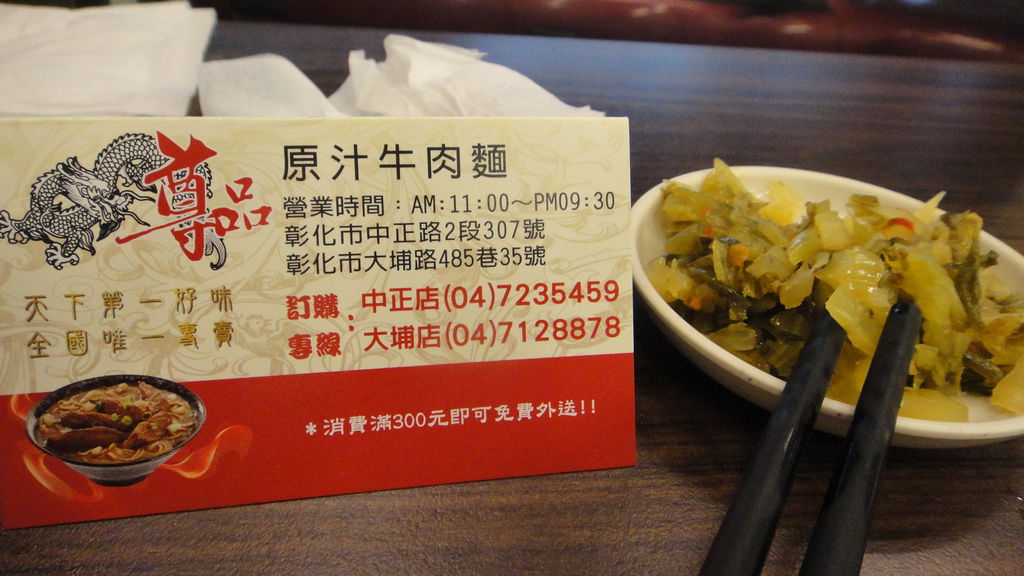 尊品
原汁牛肉麵
營業時間：AM:11:00～PM09:30
彰化市中正路2段307號
彰化市大埔路485巷35號
天下第一好味
全國唯一專賣
訂購專線：
中正店(04)7235459
大埔店(04)7128878
*消費滿300元即可免費外送!!